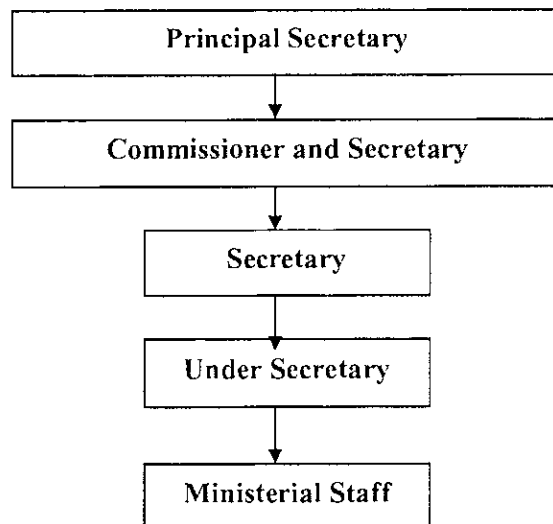 Principal Secretary
Commissioner and Secretary
Secretary
Under Secretary
Ministerial Staff